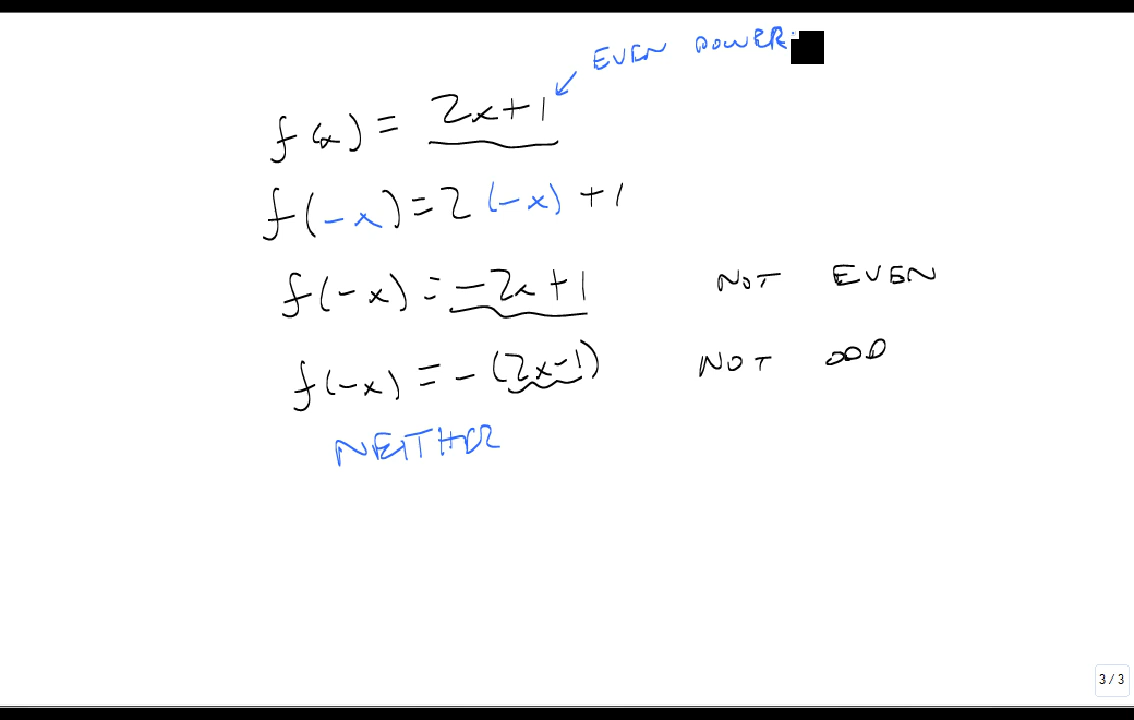 EVEN POWER
f(x) = 2x+1
f(-x) = 2(-x) + 1
f(-x) = -2x+1 NOT EVEN
f(-x) = -(2x-1) NOT ODD
NEITHER
3 / 3